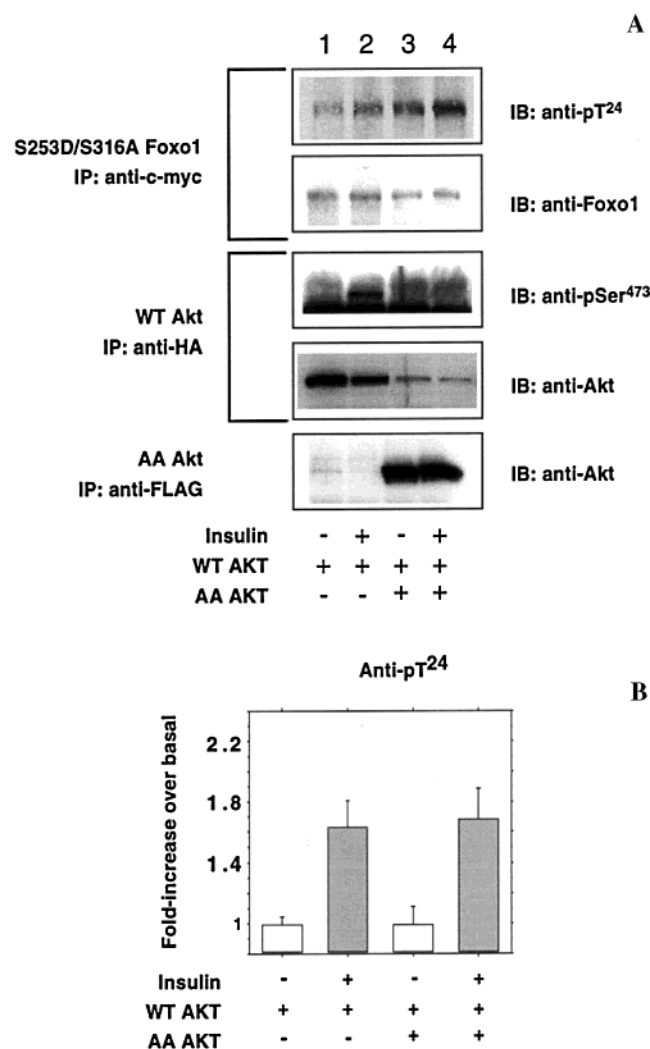 A
1 2 3 4
S253D/S316A Foxo1
IP: anti-c-myc
IB: anti-pT24
IB: anti-Foxo1
WT Akt
IP: anti-HA
IB: anti-pSer473
IB: anti-Akt
AA Akt
IP: anti-FLAG
IB: anti-Akt
Insulin - + - +
WT AKT + + + +
AA AKT - - + +
B
Anti-pT24
Fold-increase over basal
2.2
1.8
1.4
1
Insulin - + - +
WT AKT + + + +
AA AKT - - + +